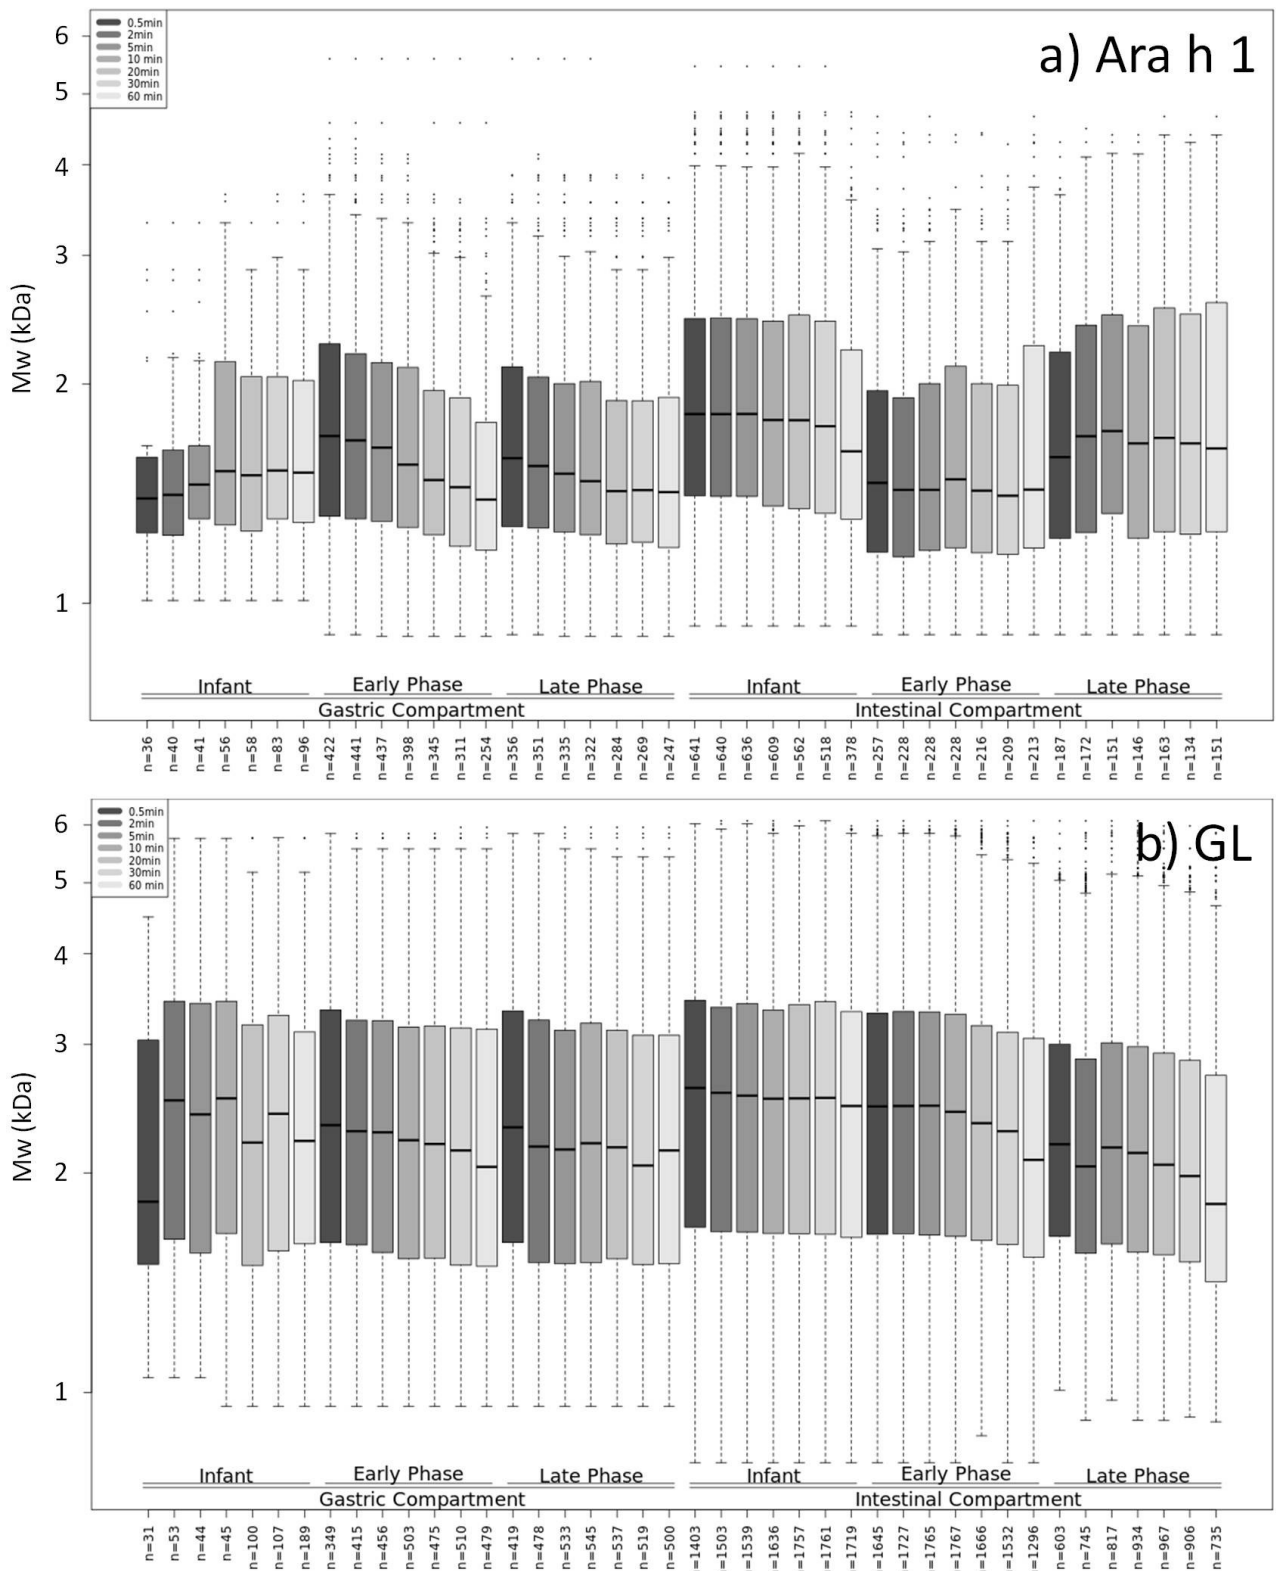 a) Ara h 1
0.5min
2min
5min
10 min
20min
30min
60 min
6
5
4
3
2
1
Mw (kDa)
Infant Early Phase Late Phase Infant Early Phase Late Phase
Gastric Compartment Intestinal Compartment
n=36 n=40 n=41 n=56 n=58 n=83 n=96 n=422 n=441 n=437 n=398 n=345 n=311 n=254 n=356 n=351 n=335 n=322 n=284 n=269 n=247 n=641 n=640 n=636 n=609 n=562 n=518 n=378 n=257 n=228 n=228 n=228 n=216 n=209 n=213 n=187 n=172 n=151 n=146 n=163 n=134 n=151
b) GL
0.5min
2min
5min
10 min
20min
30min
60 min
6
5
4
3
2
1
Mw (kDa)
Infant Early Phase Late Phase Infant Early Phase Late Phase
Gastric Compartment Intestinal Compartment
n=31 n=53 n=44 n=45 n=100 n=107 n=189 n=349 n=415 n=456 n=503 n=475 n=510 n=479 n=419 n=478 n=533 n=545 n=537 n=519 n=500 =1403 =1503 =1539 =1636 =1757 =1761 =1719 =1645 =1727 =1765 =1767 =1666 =1532 =1296 n=603 n=745 n=817 n=934 n=967 n=906 n=735